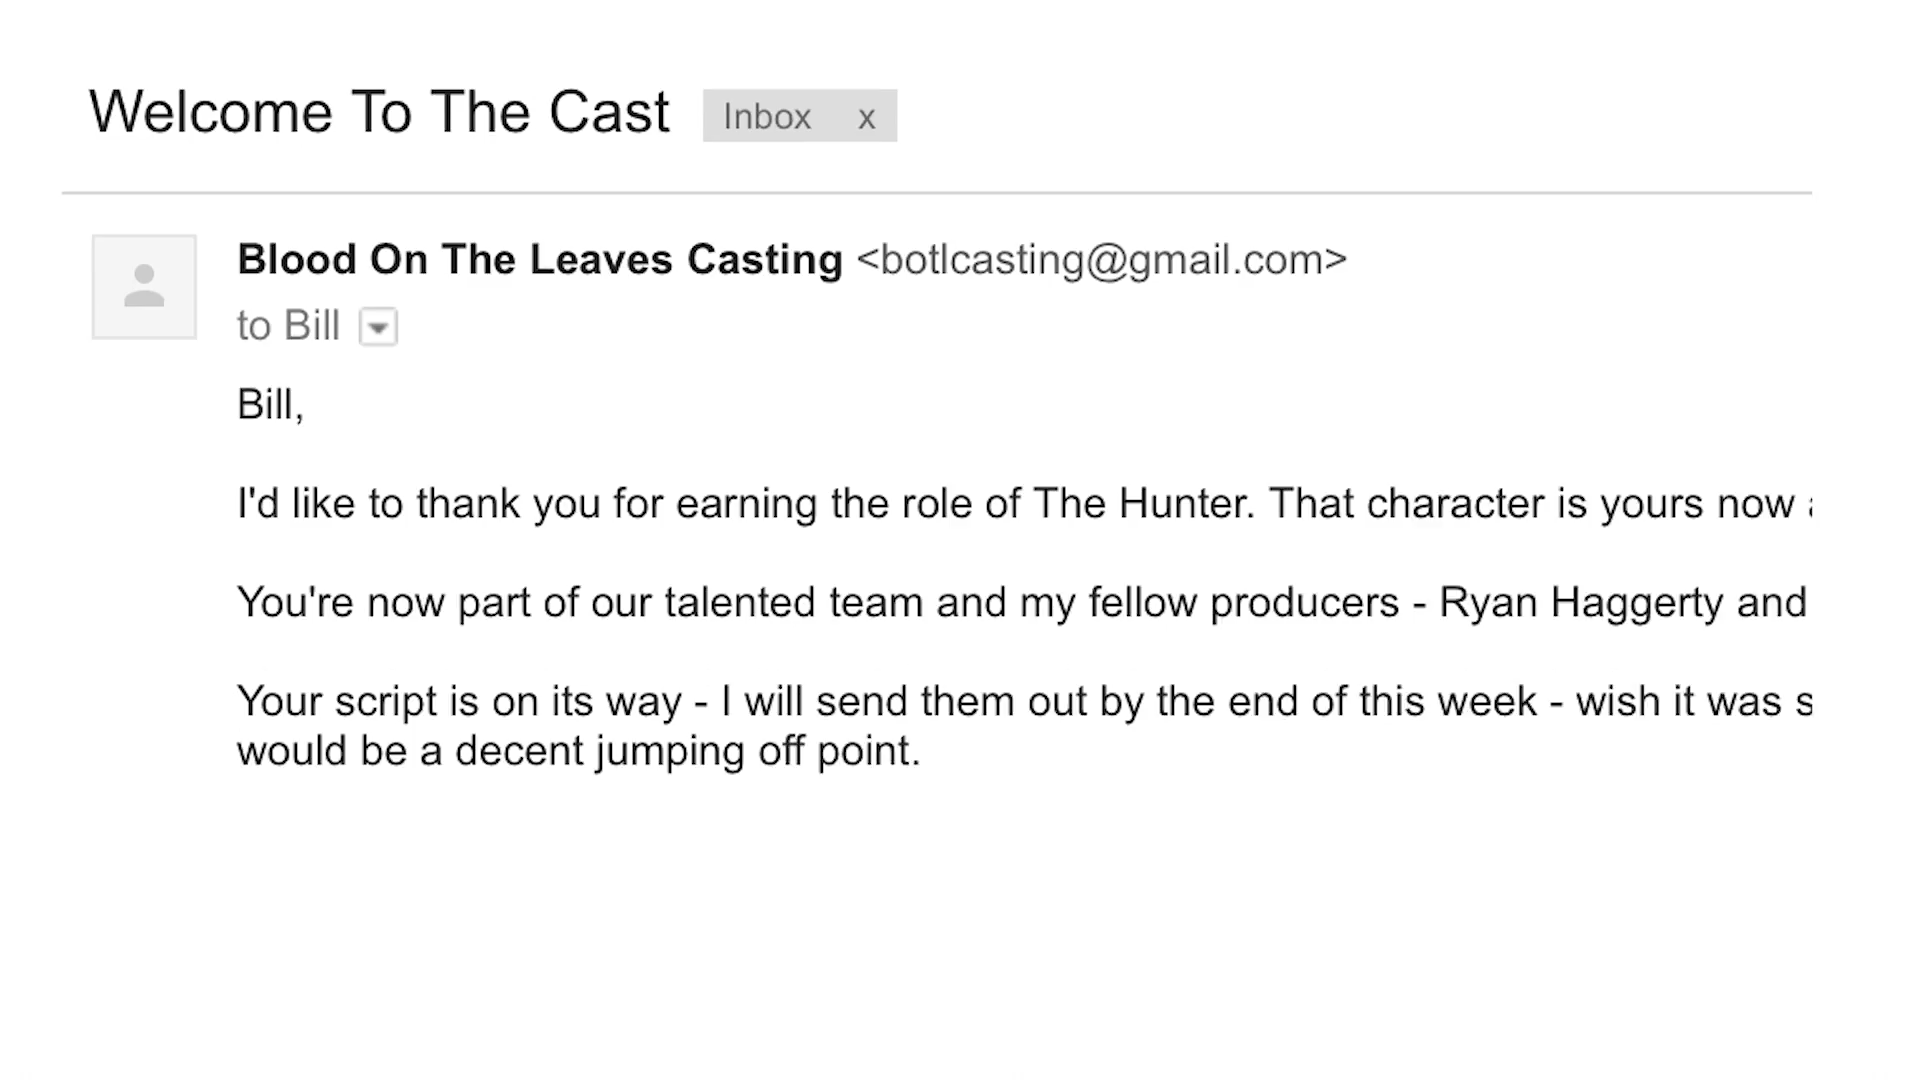 Welcome To The Cast Inbox x
Blood On The Leaves Casting <botlcasting@gmail.com>
to Bill
Bill,
I'd like to thank you for earning the role of The Hunter. That character is yours now
You're now part of our talented team and my fellow producers - Ryan Haggerty and
Your script is on its way - I will send them out by the end of this week - wish it was s
would be a decent jumping off point.